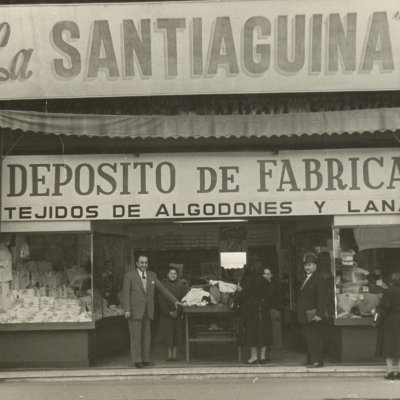 La SANTIAGUINA"
DEPOSITO DE FABRICA
TEJIDOS DE ALGODONES Y LANA